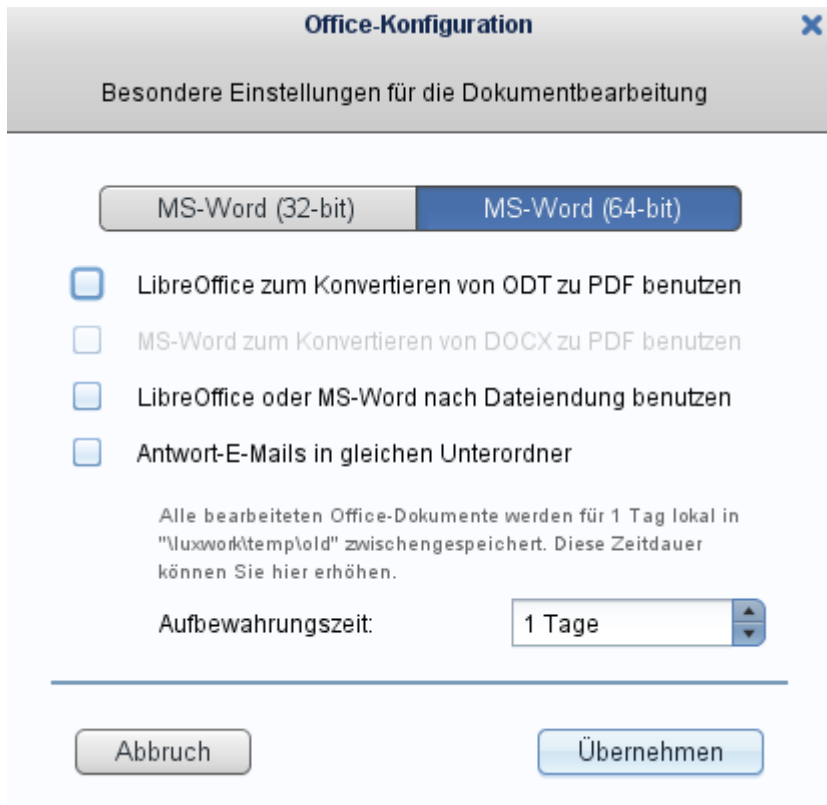 Office-Konfiguration
Besondere Einstellungen für die Dokumentbearbeitung
MS-Word (32-bit) MS-Word (64-bit)
LibreOffice zum Konvertieren von ODT zu PDF benutzen
MS-Word zum Konvertieren von DOCX zu PDF benutzen
LibreOffice oder MS-Word nach Dateiendung benutzen
Antwort-E-Mails in gleichen Unterordner
Alle bearbeiteten Office-Dokumente werden für 1 Tag lokal in
"\luxwork\temp\old" zwischengespeichert. Diese Zeitdauer
können Sie hier erhöhen.
Aufbewahrungszeit: 1 Tage
Abbruch Übernehmen